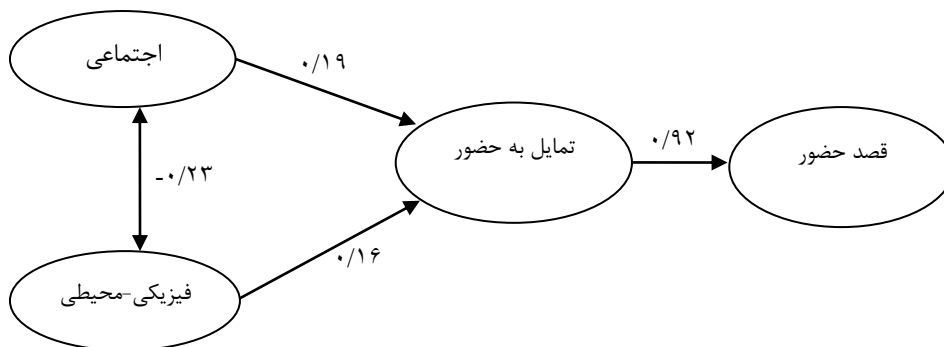 اجتماعی
۰/۱۹
تمایل به حضور
۰/۹۲
قصد حضور
-۰/۲۳
فیزیکی-محیطی
۰/۱۶